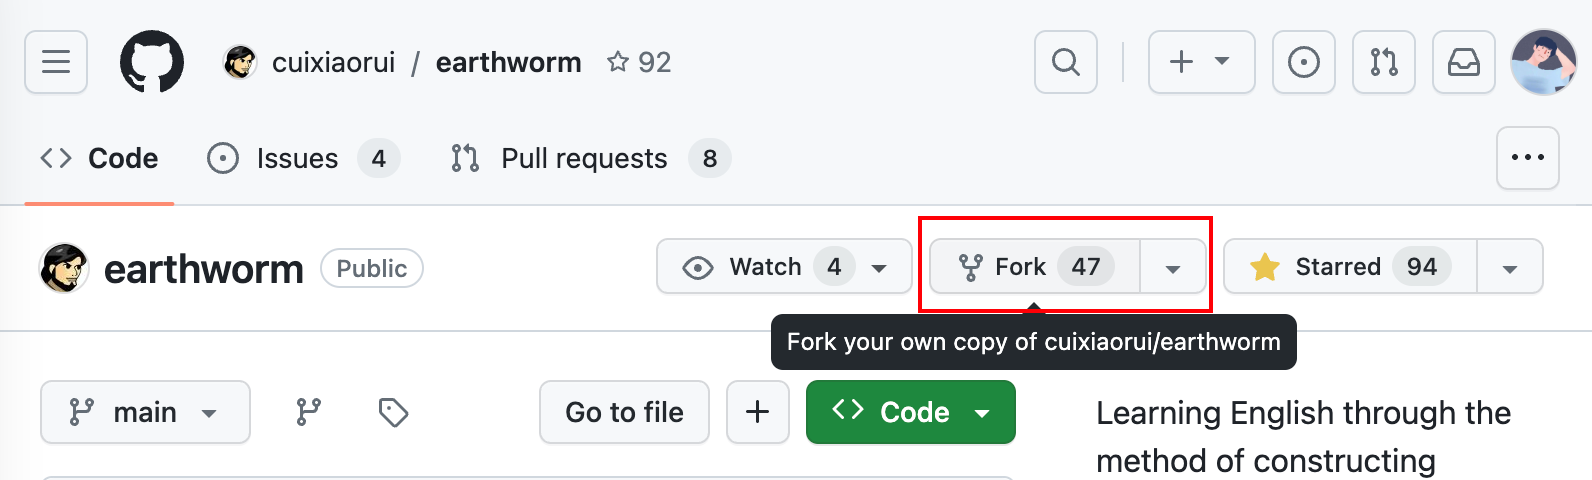 cuixiaorui / earthworm 92
Code Issues 4 Pull requests 8
earthworm Public Watch 4 Fork 47 Starred 94
Fork your own copy of cuixiaorui/earthworm
main Go to file Code
Learning English through the
method of constructing